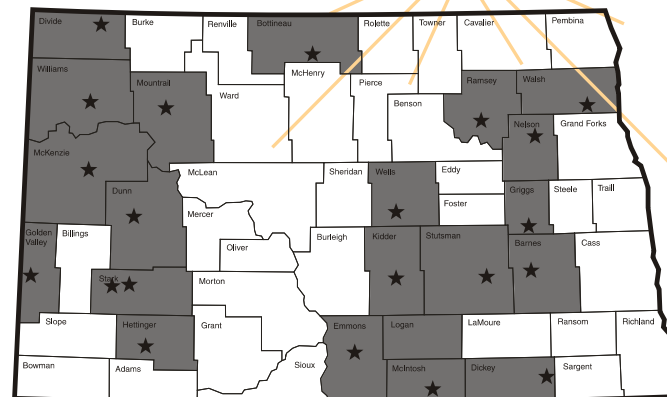 Divide
Burke
Renville
Bottineau
Rolette
Towner
Cavalier
Pembina
Williams
Mountrail
Ward
McHenry
Pierce
Benson
Ramsey
Walsh
Nelson
Grand Forks
McKenzie
Dunn
McLean
Mercer
Oliver
Sheridan
Wells
Eddy
Foster
Griggs
Steele
Traill
Golden
Valley
Billings
Stark
Morton
Burleigh
Kidder
Stutsman
Barnes
Cass
Slope
Hettinger
Grant
Emmons
Logan
LaMoure
Ransom
Richland
Bowman
Adams
Sioux
McIntosh
Dickey
Sargent